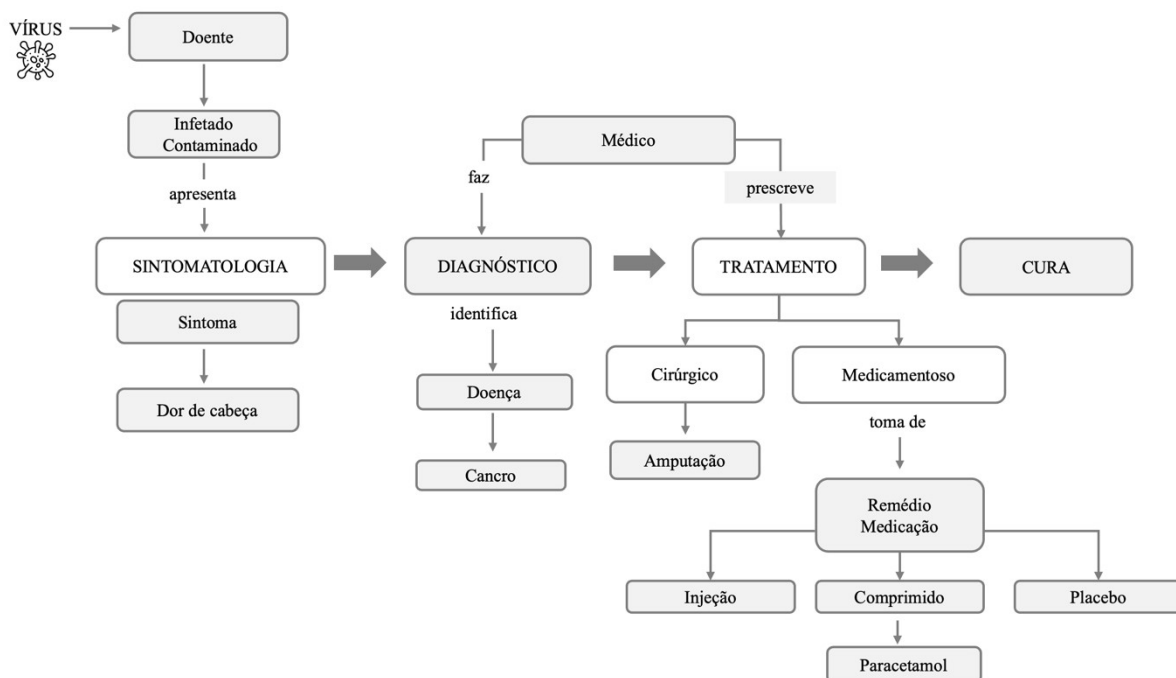 VÍRUS
Doente
Infetado
Contaminado
apresenta
Médico
faz
prescreve
SINTOMATOLOGIA
DIAGNÓSTICO
TRATAMENTO
CURA
Sintoma
identifica
Dor de cabeça
Doença
Cancro
Cirúrgico
Medicamentoso
Amputação
toma de
Remédio
Medicação
Injeção
Comprimido
Placebo
Paracetamol